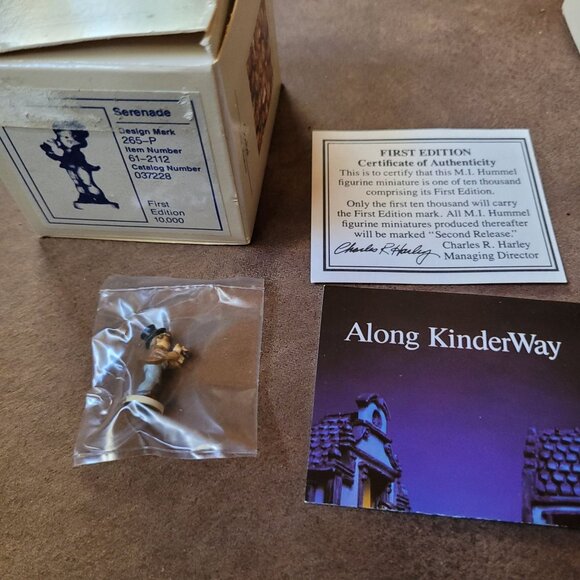 Serenade
Design Mark
265-P
Item Number
61-2112
Catalog Number
037228
First
Edition
10,000
FIRST EDITION
Certificate of Authenticity
This is to certify that this M.I. Hummel
figurine miniature is one of ten thousand
comprising its First Edition.
Only the first ten thousand will carry
the First Edition mark. All M.I. Hummel
figurine miniatures produced thereafter
will be marked "Second Release."
Charles R. Harley
Charles R. Harley
Managing Director
Along KinderWay